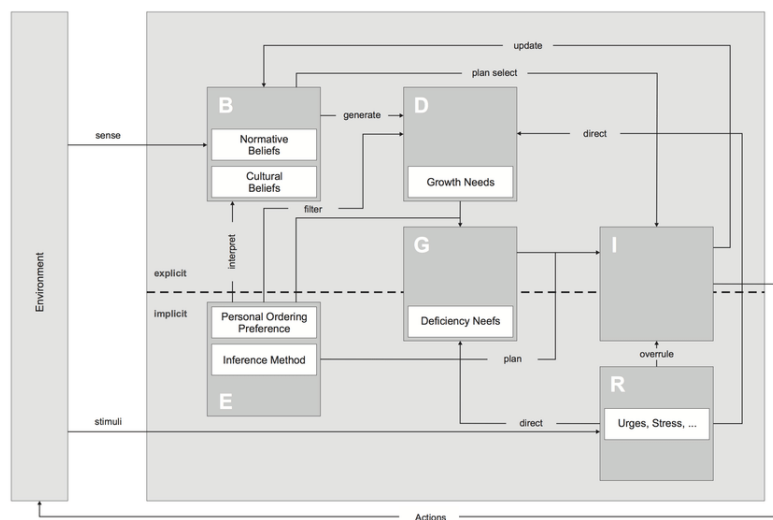 update
plan select
B
D
generate
sense
direct
Normative
Beliefs
Cultural
Beliefs
Growth Needs
filter
interpret
G
I
Environment
explicit
implicit
Personal Ordering
Preference
Deficiency Neefs
Inference Method
plan
overrule
E
R
stimuli
direct
Urges, Stress, ...
Actions